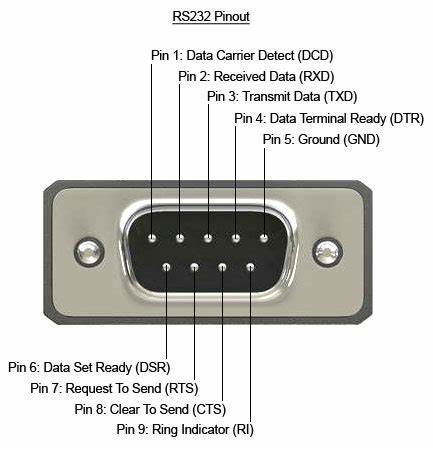 RS232 Pinout
Pin 1: Data Carrier Detect (DCD)
Pin 2: Received Data (RXD)
Pin 3: Transmit Data (TXD)
Pin 4: Data Terminal Ready (DTR)
Pin 5: Ground (GND)
Pin 6: Data Set Ready (DSR)
Pin 7: Request To Send (RTS)
Pin 8: Clear To Send (CTS)
Pin 9: Ring Indicator (RI)